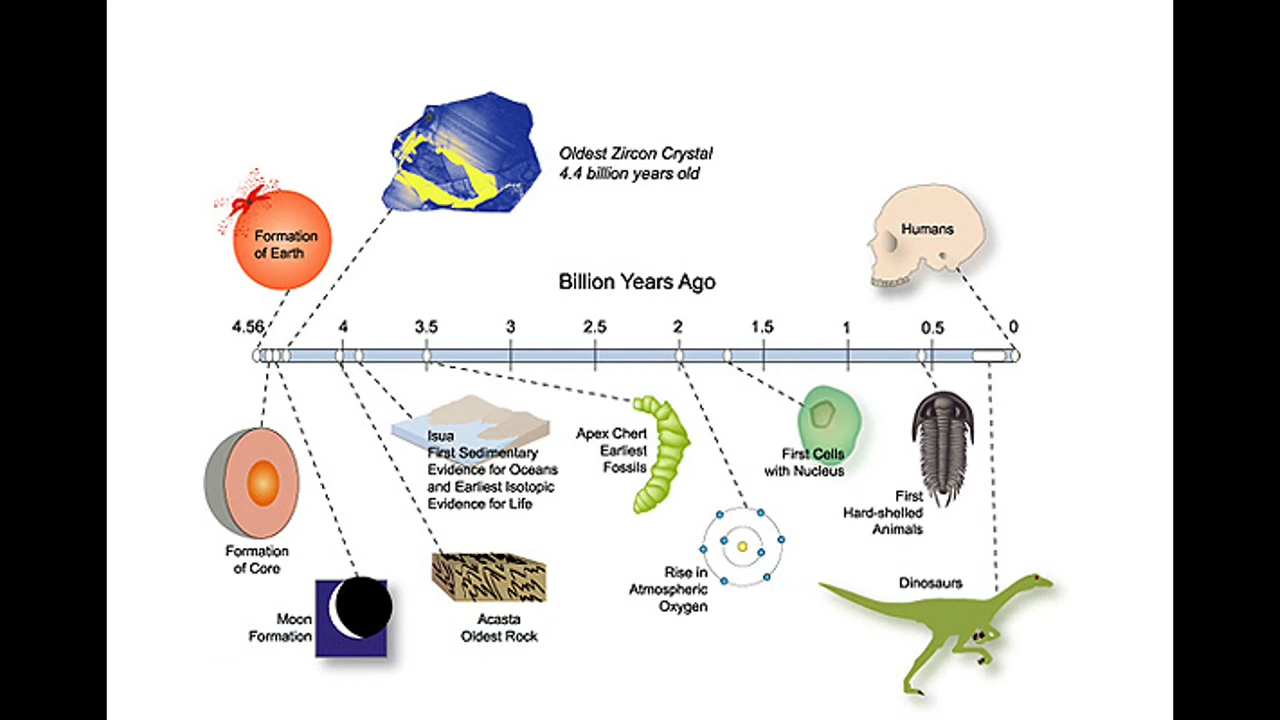 Oldest Zircon Crystal
4.4 billion years old
Formation
of Earth
Humans
Billion Years Ago
4.56 4 3.5 3 2.5 2 1.5 1 0.5 0
Isua
First Sedimentary
Evidence for Oceans
and Earliest Isotopic
Evidence for Life
Apex Chert
Earliest
Fossils
First Cells
with Nucleus
First
Hard-shelled
Animals
Formation
of Core
Rise in
Atmospheric
Oxygen
Dinosaurs
Moon
Formation
Acasta
Oldest Rock